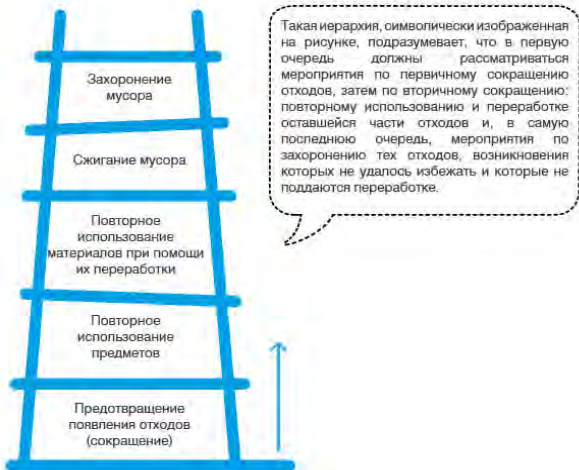 Захоронение
мусора
Сжигание мусора
Повторное
использование
материалов при помощи
их переработки
Повторное
использование
предметов
Предотвращение
появления отходов
(сокращение)
Такая иерархия, символически изображенная
на рисунке, подразумевает, что в первую
очередь должны рассматриваться
мероприятия по первичному сокращению
отходов, затем по вторичному сокращению:
повторному использованию и переработке
оставшейся части отходов и, в самую
последнюю очередь, мероприятия по
захоронению тех отходов, возникновения
которых не удалось избежать и которые не
поддаются переработке.